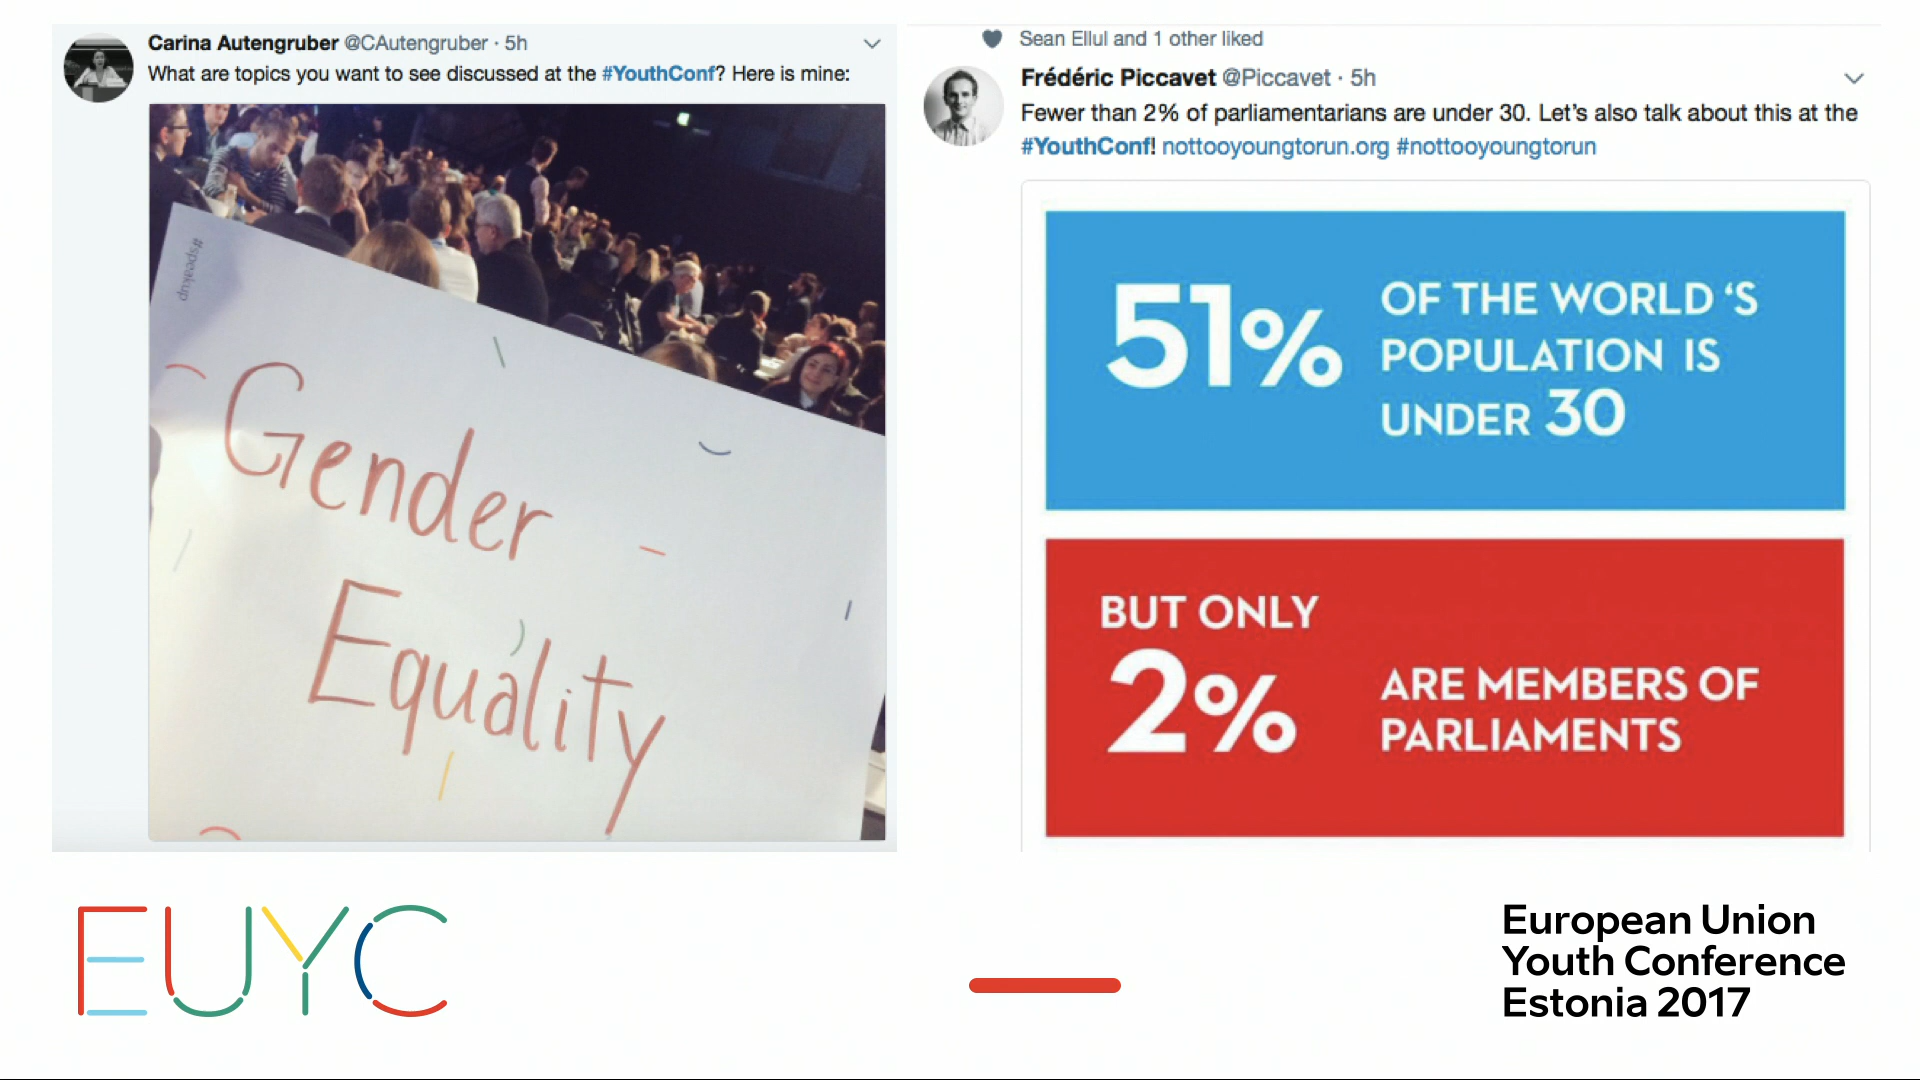 Carina Autengruber @CAutengruber · 5h
What are topics you want to see discussed at the #YouthConf? Here is mine:
#speakup
Gender
Equality
Sean Ellul and 1 other liked
Frédéric Piccavet @Piccavet · 5h
Fewer than 2% of parliamentarians are under 30. Let’s also talk about this at the
#YouthConf! nottooyoungtorun.org #nottooyoungtorun
51% OF THE WORLD ‘S
POPULATION IS
UNDER 30
BUT ONLY
2% ARE MEMBERS OF
PARLIAMENTS
EUYC
European Union
Youth Conference
Estonia 2017